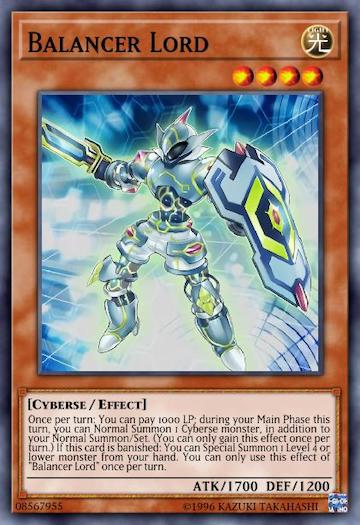 BALANCER LORD
LIGHT
光
[CYBERSE / EFFECT]
Once per turn: You can pay 1000 LP; during your Main Phase this
turn, you can Normal Summon 1 Cyberse monster, in addition to
your Normal Summon/Set. (You can only gain this effect once per
turn.) If this card is banished: You can Special Summon 1 Level 4 or
lower monster from your hand. You can only use this effect of
"Balancer Lord" once per turn.
ATK/1700 DEF/1200
08567955
©1996 KAZUKI TAKAHASHI